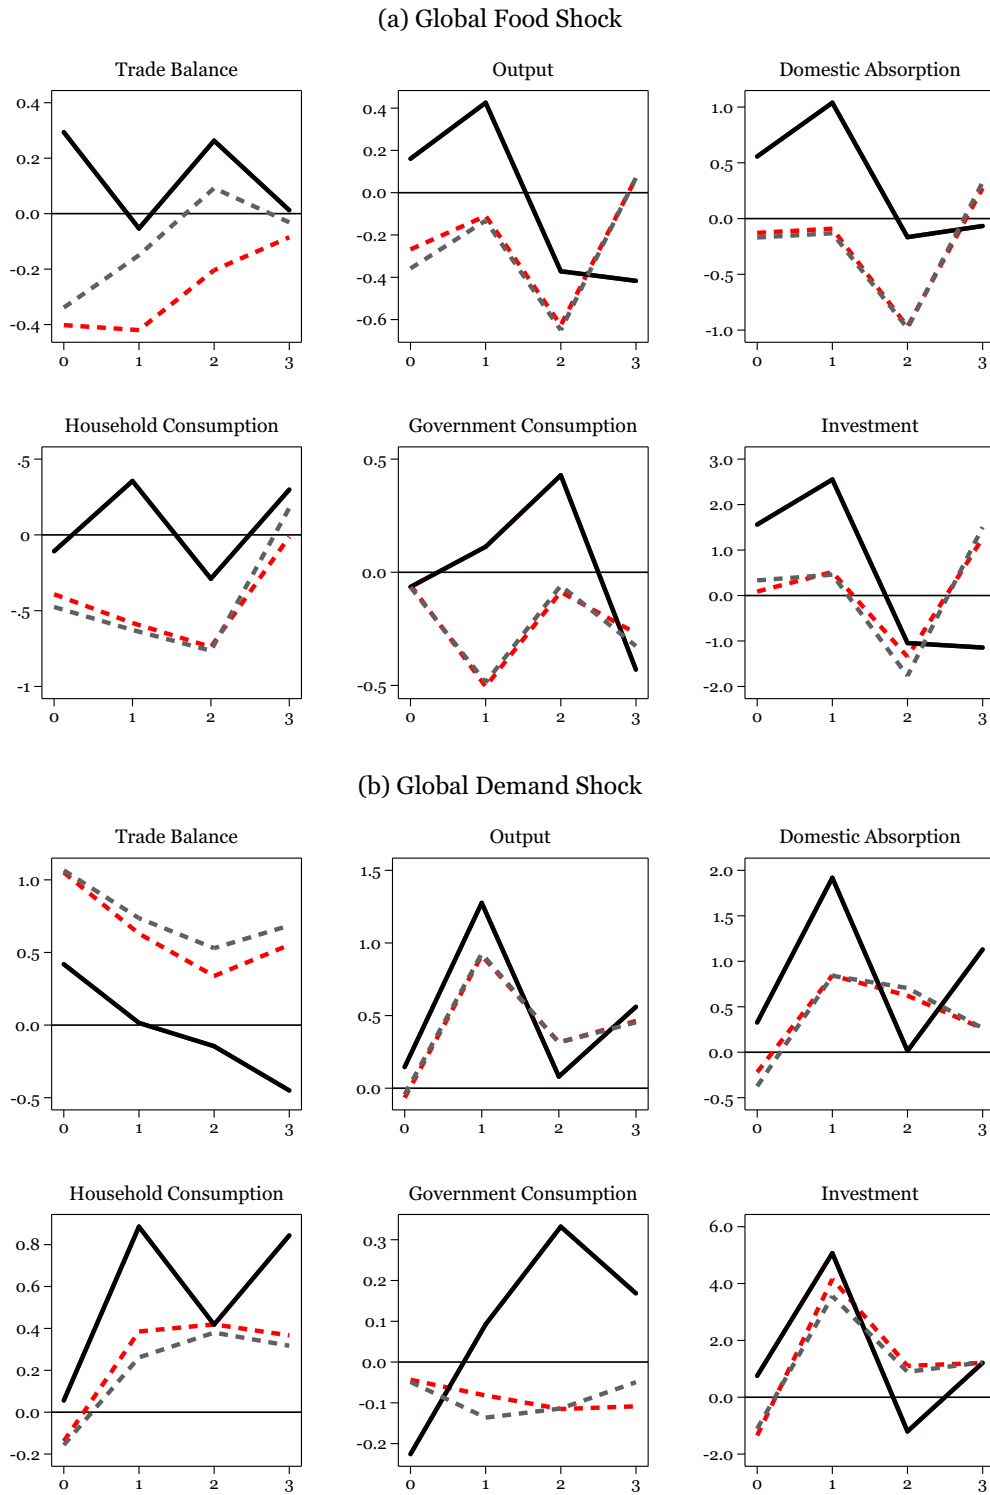 (a) Global Food Shock
Trade Balance
0.4
0.2
0.0
-0.2
-0.4
0 1 2 3
Output
0.4
0.2
0.0
-0.2
-0.4
-0.6
0 1 2 3
Domestic Absorption
1.0
0.5
0.0
-0.5
-1.0
0 1 2 3
Household Consumption
.5
0
-.5
-1
0 1 2 3
Government Consumption
0.5
0.0
-0.5
0 1 2 3
Investment
3.0
2.0
1.0
0.0
-1.0
-2.0
0 1 2 3
(b) Global Demand Shock
Trade Balance
1.0
0.5
0.0
-0.5
0 1 2 3
Output
1.5
1.0
0.5
0.0
0 1 2 3
Domestic Absorption
2.0
1.5
1.0
0.5
0.0
-0.5
0 1 2 3
Household Consumption
0.8
0.6
0.4
0.2
0.0
-0.2
0 1 2 3
Government Consumption
0.3
0.2
0.1
0.0
-0.1
-0.2
0 1 2 3
Investment
6.0
4.0
2.0
0.0
-2.0
0 1 2 3